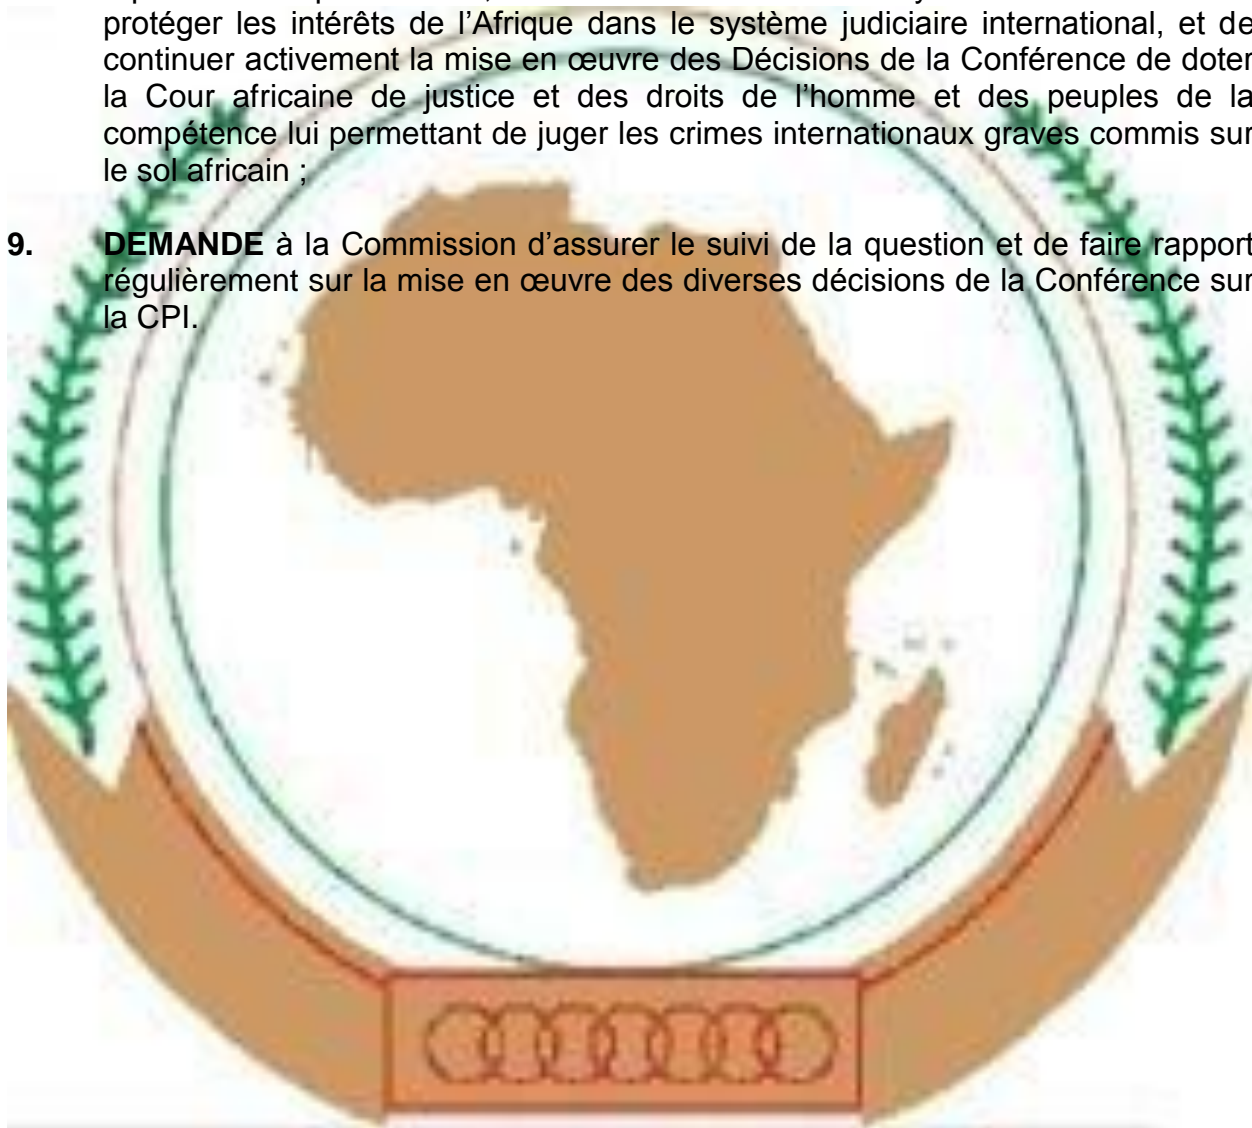 protéger les intérêts de l’Afrique dans le système judiciaire international, et de
continuer activement la mise en œuvre des Décisions de la Conférence de doter
la Cour africaine de justice et des droits de l’homme et des peuples de la
compétence lui permettant de juger les crimes internationaux graves commis sur
le sol africain ;
9. DEMANDE à la Commission d’assurer le suivi de la question et de faire rapport
régulièrement sur la mise en œuvre des diverses décisions de la Conférence sur
la CPI.